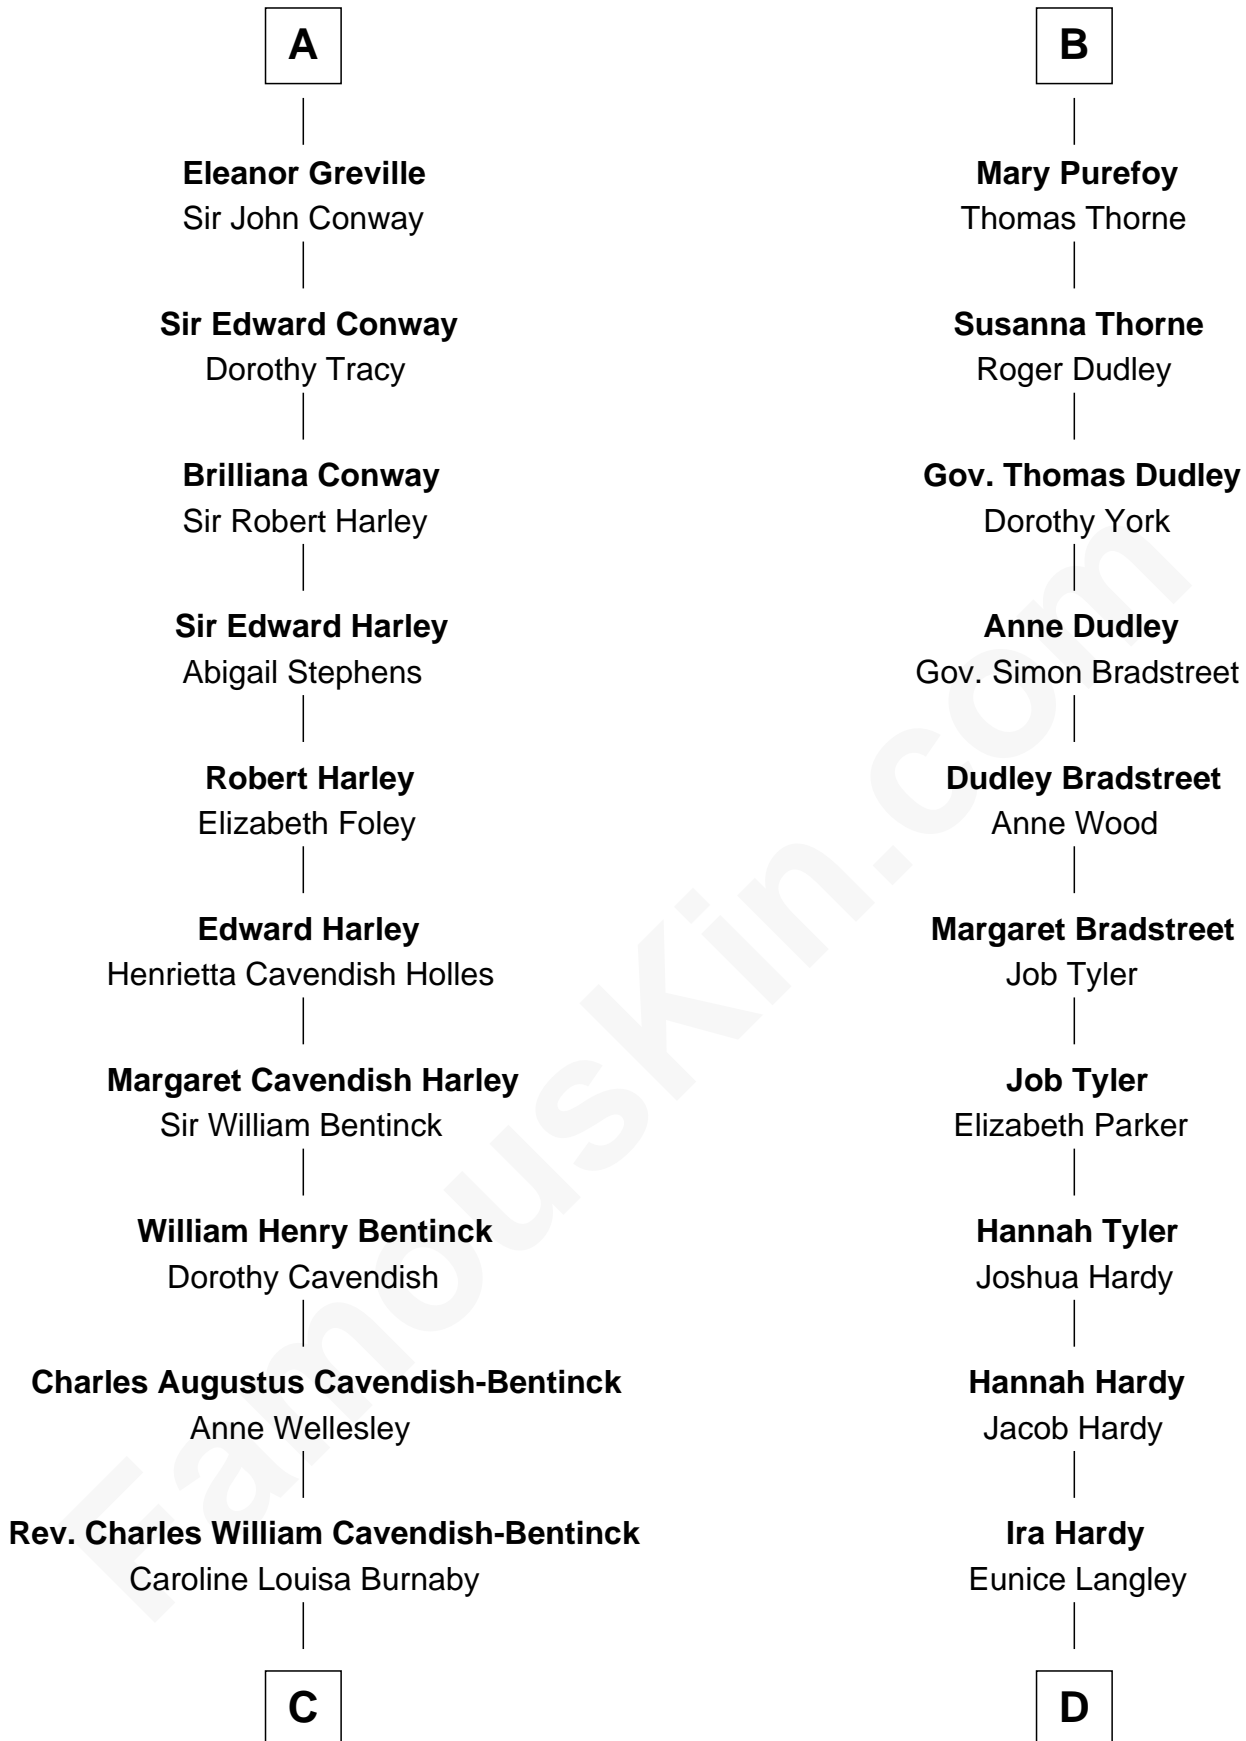 A
Eleanor Greville
Sir John Conway
Sir Edward Conway
Dorothy Tracy
Brilliana Conway
Sir Robert Harley
Sir Edward Harley
Abigail Stephens
Robert Harley
Elizabeth Foley
Edward Harley
Henrietta Cavendish Holles
Margaret Cavendish Harley
Sir William Bentinck
William Henry Bentinck
Dorothy Cavendish
Charles Augustus Cavendish-Bentinck
Anne Wellesley
Rev. Charles William Cavendish-Bentinck
Caroline Louisa Burnaby
C
B
Mary Purefoy
Thomas Thorne
Susanna Thorne
Roger Dudley
Gov. Thomas Dudley
Dorothy York
Anne Dudley
Gov. Simon Bradstreet
Dudley Bradstreet
Anne Wood
Margaret Bradstreet
Job Tyler
Job Tyler
Elizabeth Parker
Hannah Tyler
Joshua Hardy
Hannah Hardy
Jacob Hardy
Ira Hardy
Eunice Langley
D
FamousKin.com